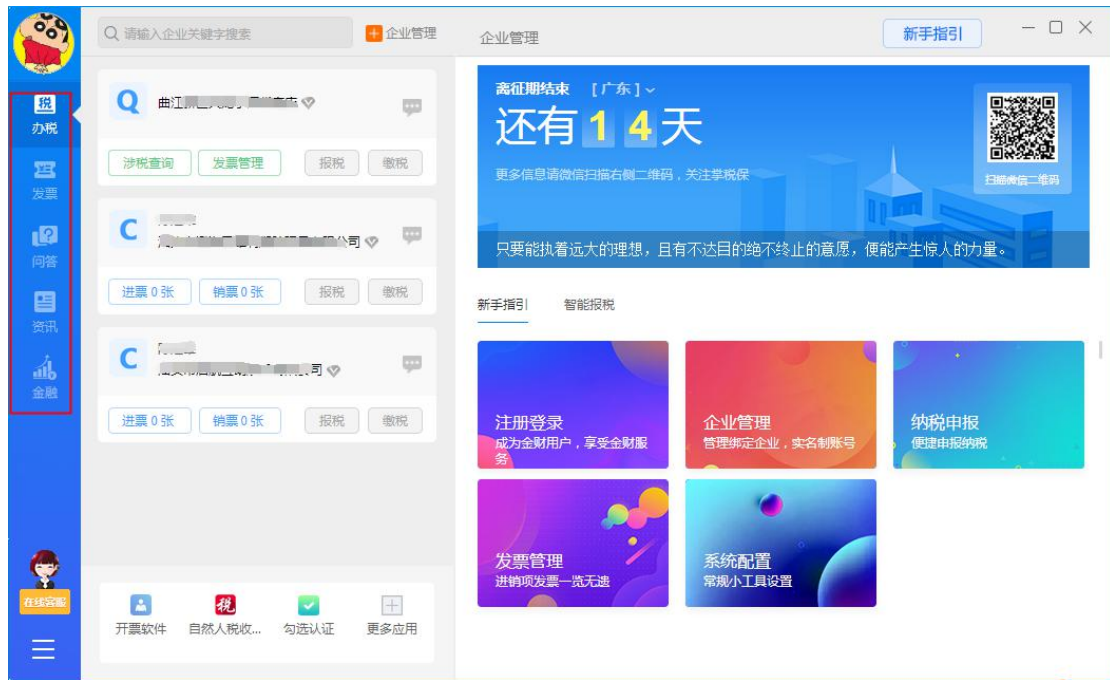 请输入企业关键字搜索
企业管理
企业管理
新手指引
税
办税
发票
问答
资讯
金融
在线客服
Q
曲江
涉税查询
发票管理
报税
缴税
C
公司
进票 0 张
销票 0 张
报税
缴税
C
司
进票 0 张
销票 0 张
报税
缴税
开票软件
税
自然人税收...
勾选认证
更多应用
离征期结束 [广东]
还有 1 4 天
更多信息请微信扫描右侧二维码，关注掌税保
扫描微信二维码
只要能执着远大的理想，且有不达目的绝不终止的意愿，便能产生惊人的力量。
新手指引
智能报税
注册登录
成为金财用户，享受金财服
务
企业管理
管理绑定企业，实名制账号
纳税申报
便捷申报纳税
发票管理
进销项发票一览无遗
系统配置
常规小工具设置